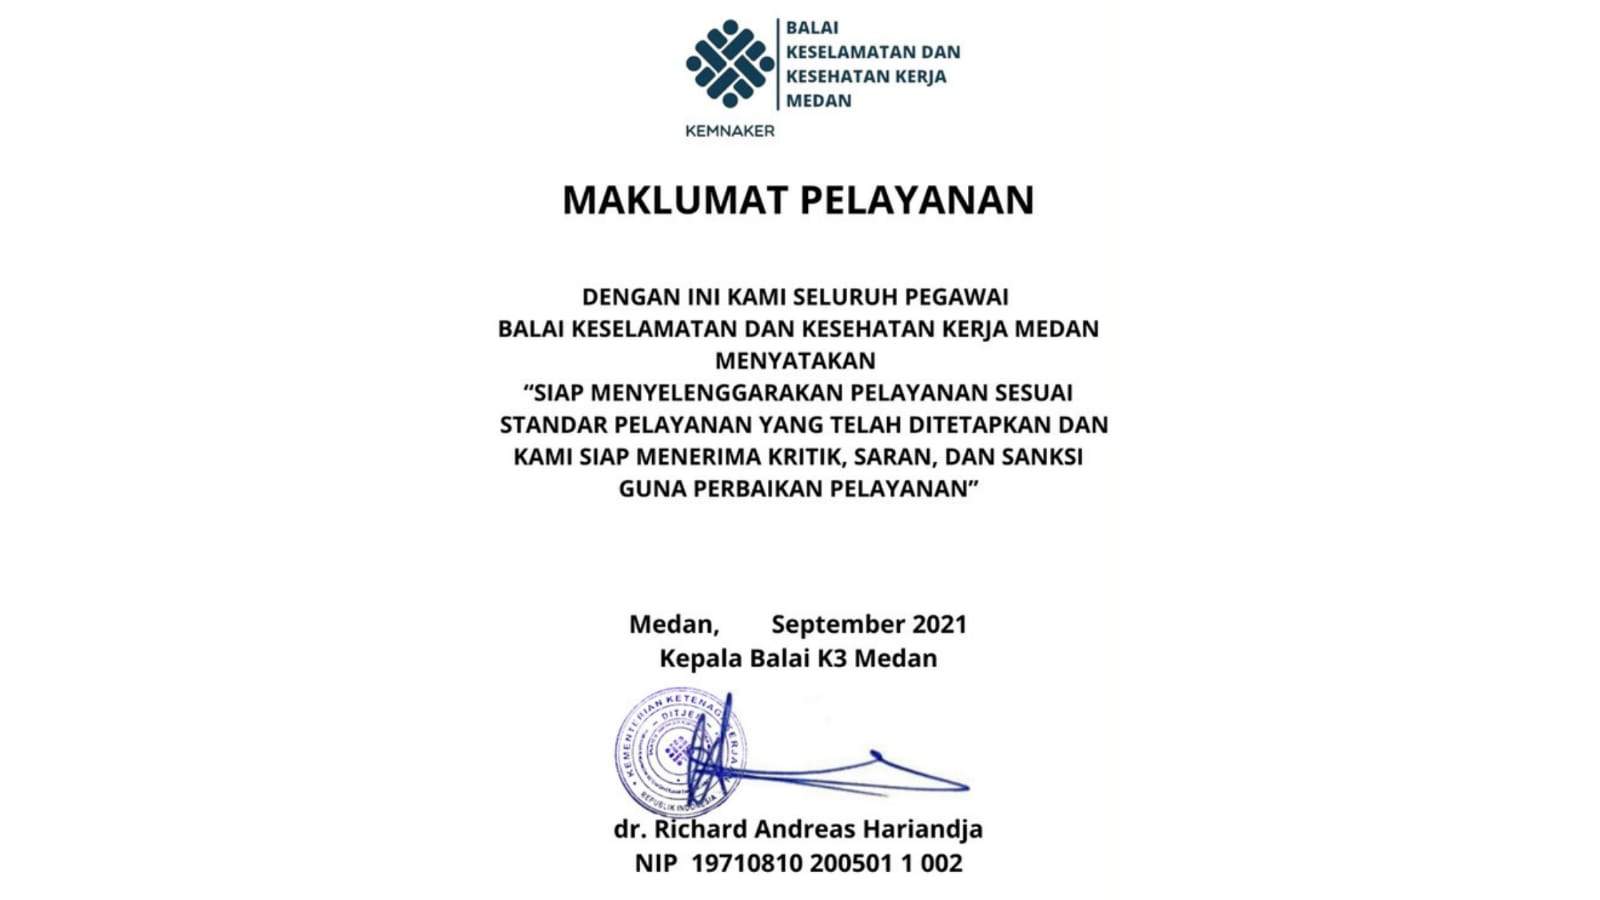 BALAI
KESELAMATAN DAN
KESEHATAN KERJA
MEDAN
KEMNAKER
MAKLUMAT PELAYANAN
DENGAN INI KAMI SELURUH PEGAWAI
BALAI KESELAMATAN DAN KESEHATAN KERJA MEDAN
MENYATAKAN
“SIAP MENYELENGGARAKAN PELAYANAN SESUAI
STANDAR PELAYANAN YANG TELAH DITETAPKAN DAN
KAMI SIAP MENERIMA KRITIK, SARAN, DAN SANKSI
GUNA PERBAIKAN PELAYANAN”
Medan, September 2021
Kepala Balai K3 Medan
KEMENTERIAN
REPUBLIK INDONESIA
dr. Richard Andreas Hariandja
NIP 19710810 200501 1 002